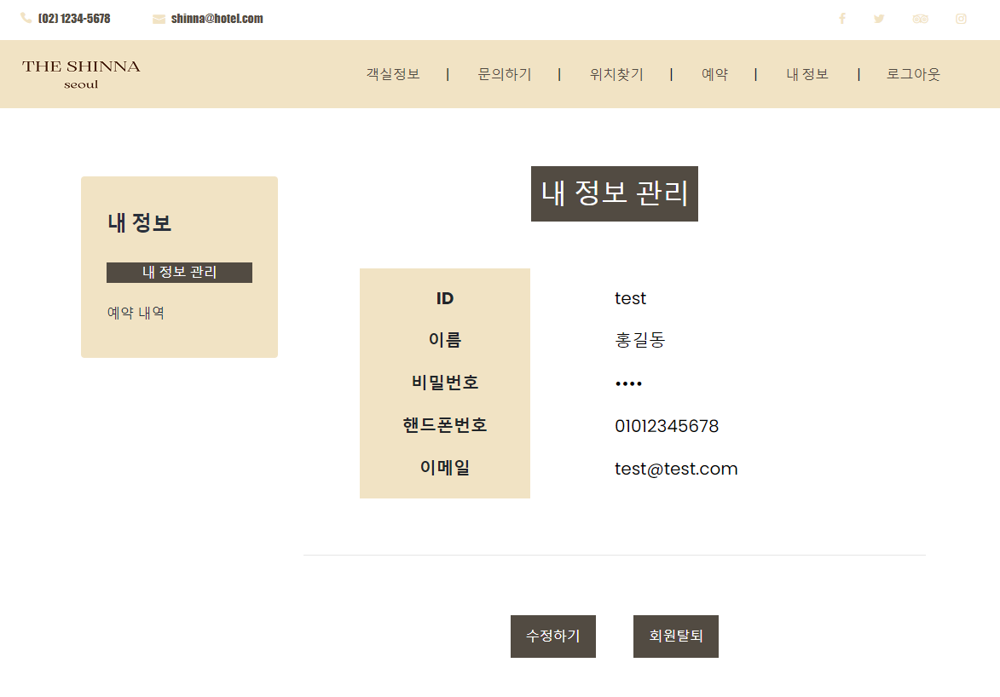 (02) 1234-5678 shinna@hotel.com
THE SHINNA
seoul
객실정보 | 문의하기 | 위치찾기 | 예약 | 내 정보 | 로그아웃
내 정보
내 정보 관리
예약 내역
내 정보 관리
ID test
이름 홍길동
비밀번호 ••••
핸드폰번호 01012345678
이메일 test@test.com
수정하기 회원탈퇴